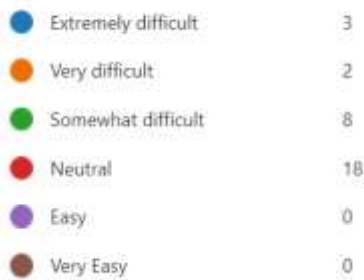 Extremely difficult 3
Very difficult 2
Somewhat difficult 8
Neutral 18
Easy 0
Very Easy 0